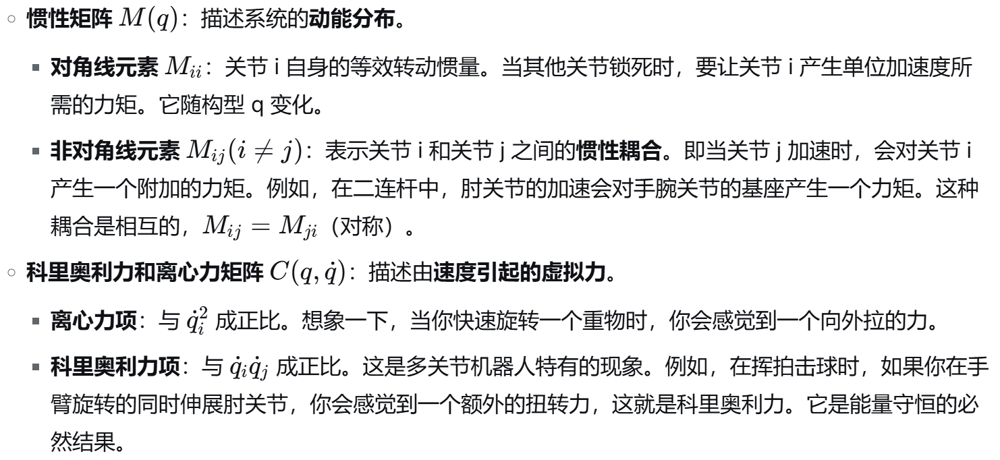 惯性矩阵 M(q)：描述系统的动能分布。
对角线元素 M_{ii}：关节 i 自身的等效转动惯量。当其他关节锁死时，要让关节 i 产生单位加速度所
需的力矩。它随构型 q 变化。
非对角线元素 M_{ij}(i ≠ j)：表示关节 i 和关节 j 之间的惯性耦合。即当关节 j 加速时，会对关节 i
产生一个附加的力矩。例如，在二连杆中，肘关节的加速会对手腕关节的基座产生一个力矩。这种
耦合是相互的，M_{ij} = M_{ji}（对称）。
科里奥利力和离心力矩阵 C(q, q̇)：描述由速度引起的虚拟力。
离心力项：与 q̇_i^2 成正比。想象一下，当你快速旋转一个重物时，你会感觉到一个向外拉的力。
科里奥利力项：与 q̇_i q̇_j 成正比。这是多关节机器人特有的现象。例如，在挥拍击球时，如果你在手
臂旋转的同时伸展肘关节，你会感觉到一个额外的扭转力，这就是科里奥利力。它是能量守恒的必
然结果。